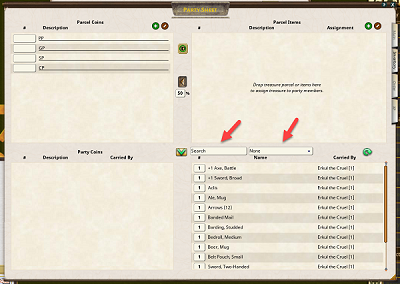 Party Sheet
Parcel Coins
# Description
PP
GP
SP
CP
50 %
Parcel Items
# Description Assignment
Drop treasure parcel or items here
to assign treasure to party members.
Party Coins
# Description Carried By
Search None
# Name Carried By
1 +1 Axe, Battle Erkul the Cruel [1]
1 +1 Sword, Broad Erkul the Cruel [1]
1 Aclis Erkul the Cruel [1]
1 Ale, Mug Erkul the Cruel [1]
1 Arrows (12) Erkul the Cruel [1]
1 Banded Mail Erkul the Cruel [1]
1 Barding, Studded Erkul the Cruel [1]
1 Bedroll, Medium Erkul the Cruel [1]
1 Beer, Mug Erkul the Cruel [1]
1 Belt Pouch, Small Erkul the Cruel [1]
1 Sword, Two-Handed Erkul the Cruel [1]